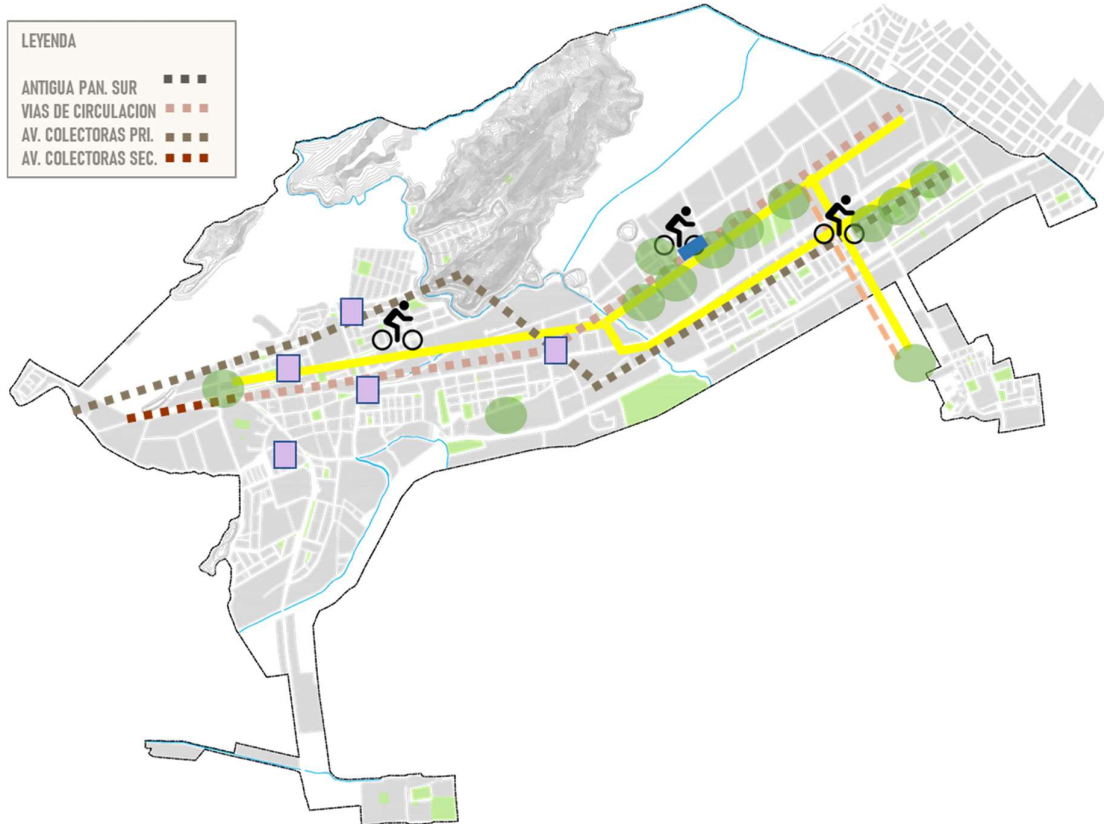 LEYENDA
ANTIGUA PAN. SUR
VIAS DE CIRCULACION
AV. COLECTORAS PRI.
AV. COLECTORAS SEC.